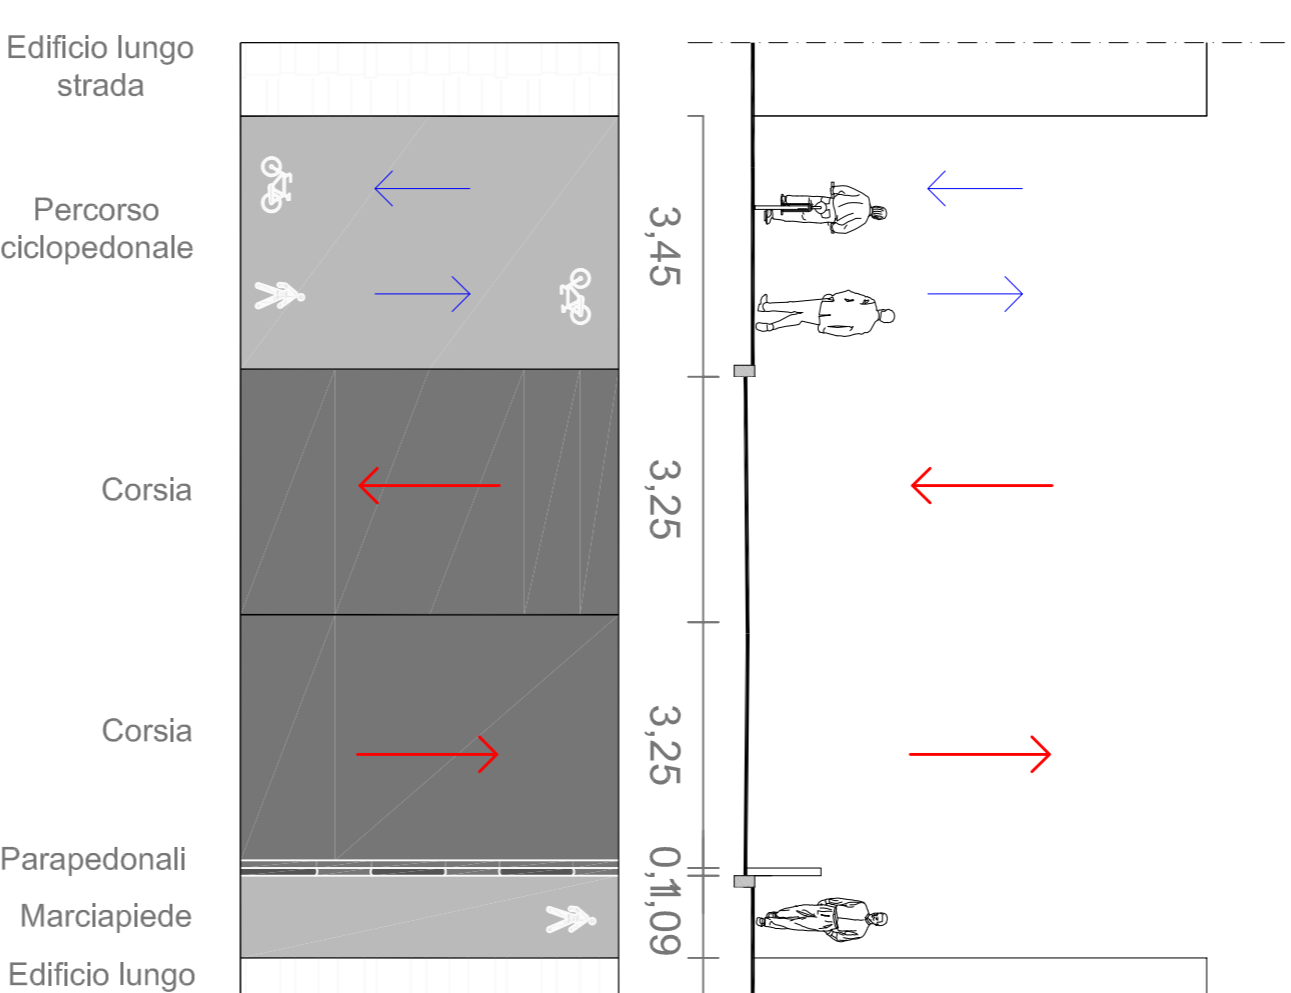 Edificio lungo
strada
Percorso
ciclopedonale
3,45
Corsia
3,25
Corsia
3,25
Parapedonali
0,1
Marciapiede
1,09
Edificio lungo